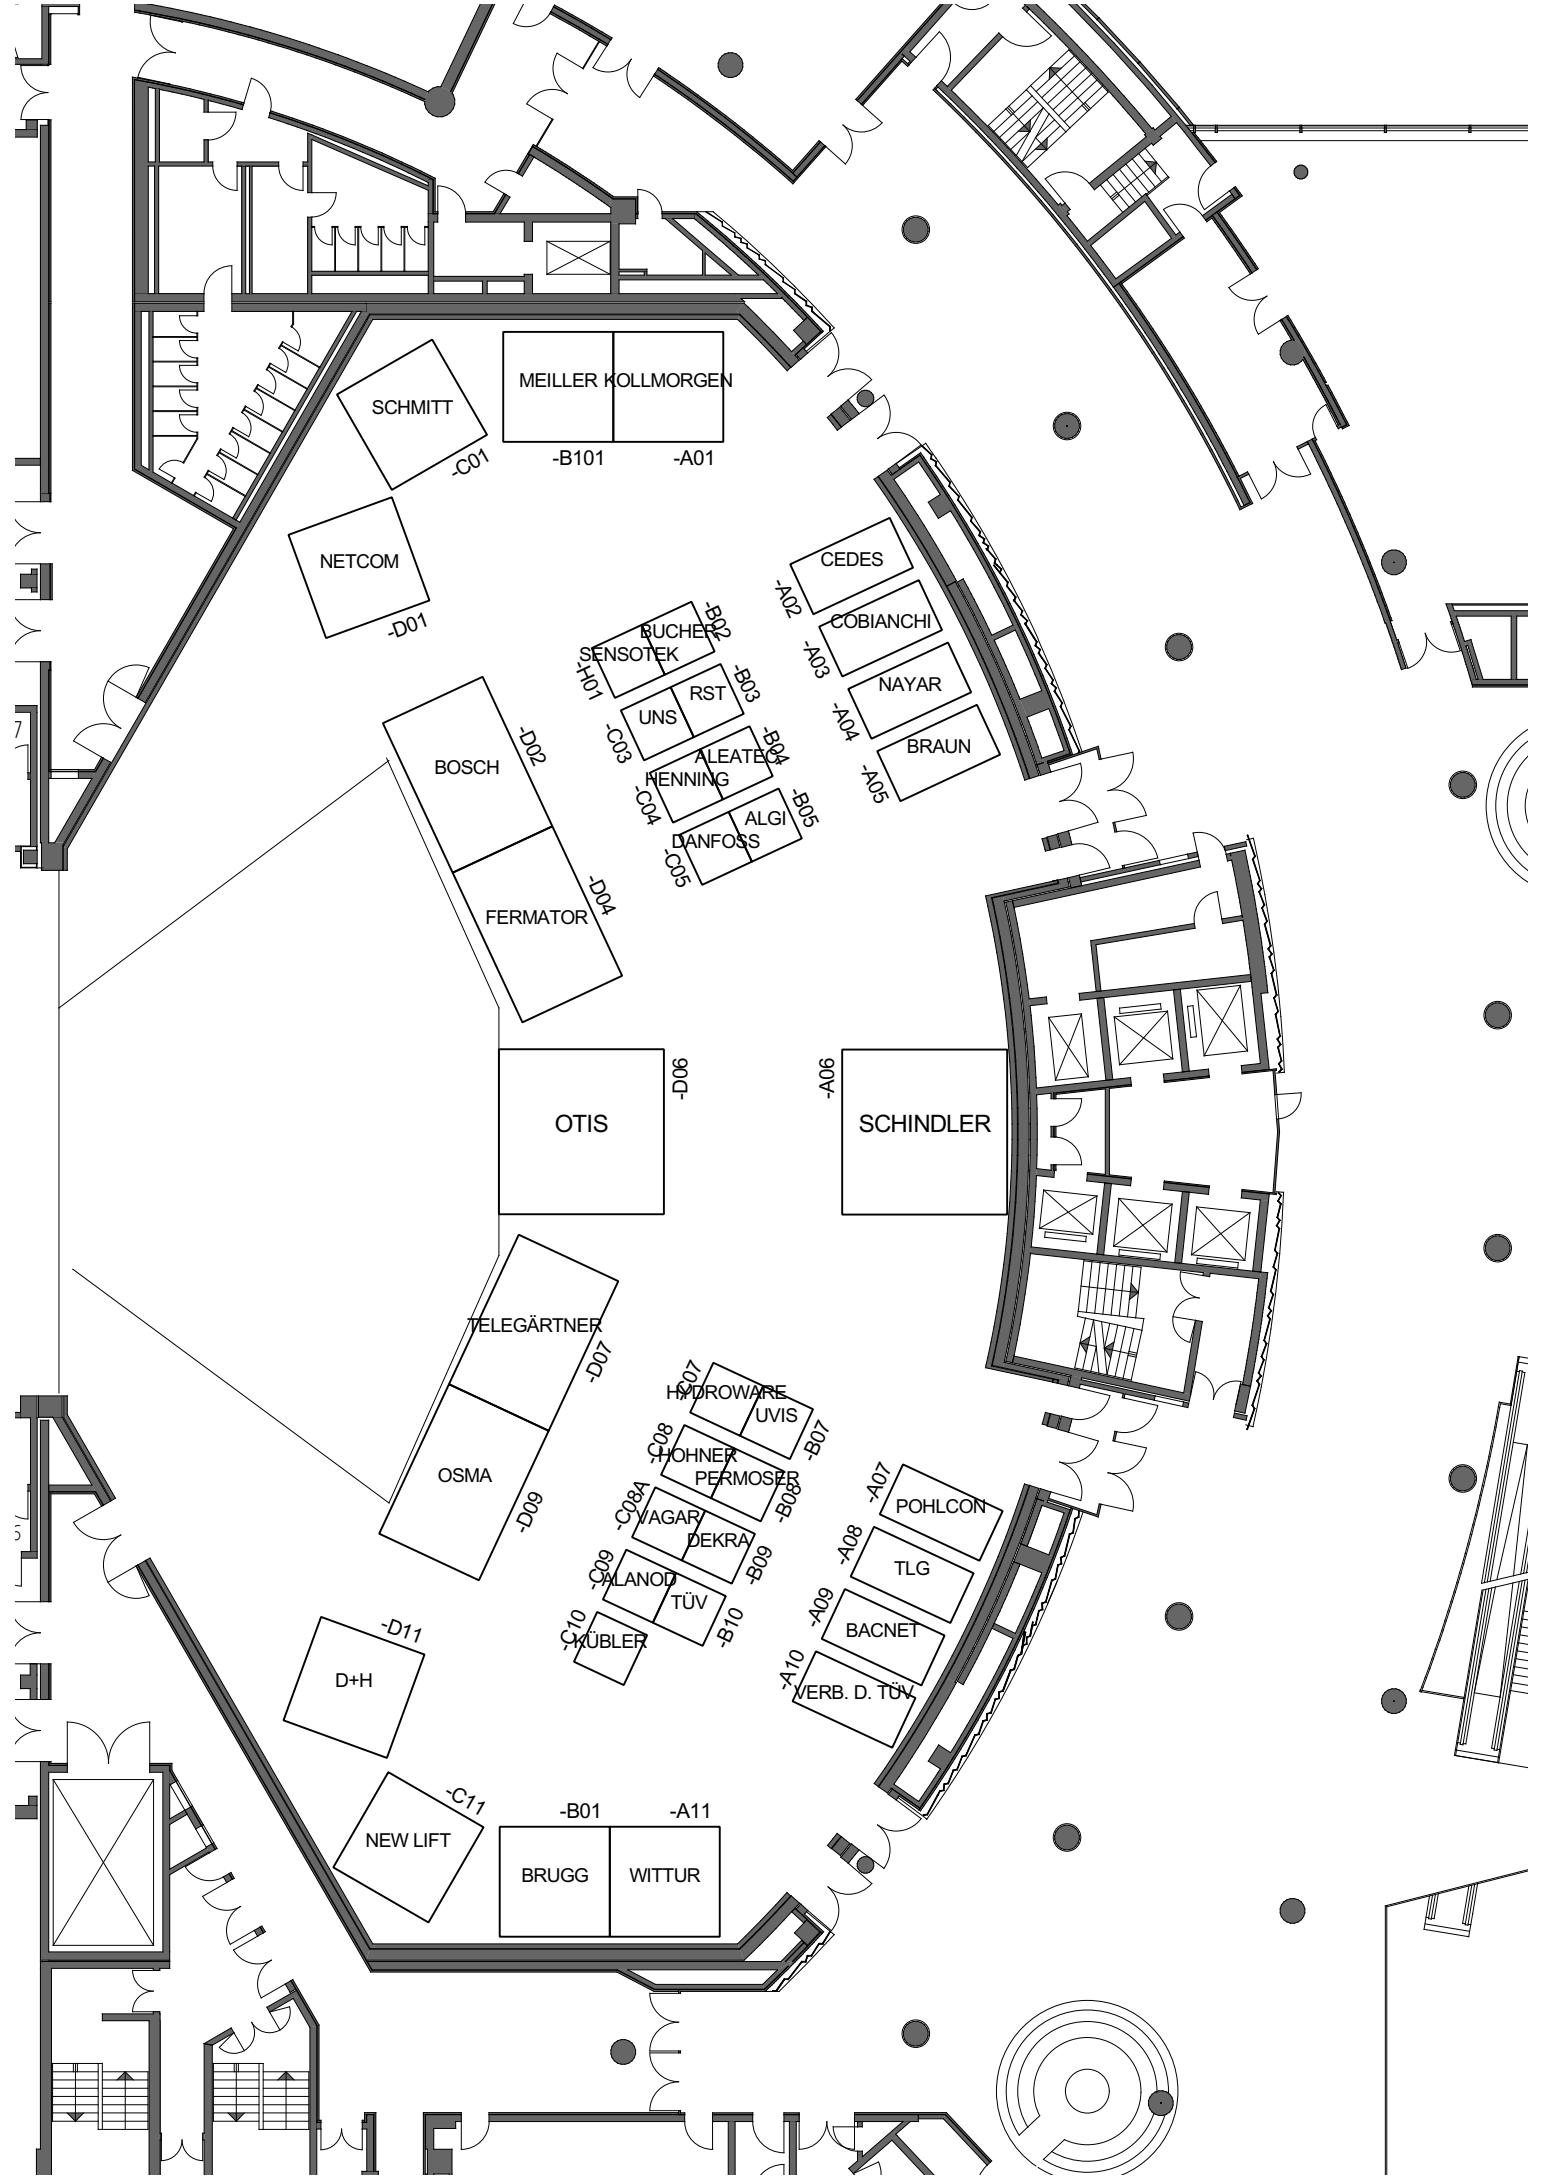 MEILLER
KOLLMORGEN
SCHMITT
-C01
-B101
-A01
NETCOM
-D01
CEDES
-A02
COBIANCHI
-A03
NAYAR
-A04
BRAUN
-A05
BUCHER
-B02
SENSOTEK
-H01
RST
-B03
UNS
-C03
ALEATEC
-B04
HENNING
-C04
ALGI
-B05
DANFOSS
-C05
BOSCH
-D02
FERMATOR
-D04
7
OTIS
-D06
-A06
SCHINDLER
TELEGÄRTNER
-D07
OSMA
-D09
HYDROWARE
-C07
UVIS
-B07
HOHNER
-C08
PERMOSER
-B08
VAGAR
-C08A
DEKRA
-B09
ALANOD
-C09
TÜV
-B10
KÜBLER
-C10
-A07
POHLCON
-A08
TLG
-A09
BACNET
-A10
VERB. D. TÜV
6
-D11
D+H
-C11
NEW LIFT
-B01
-A11
BRUGG
WITTUR